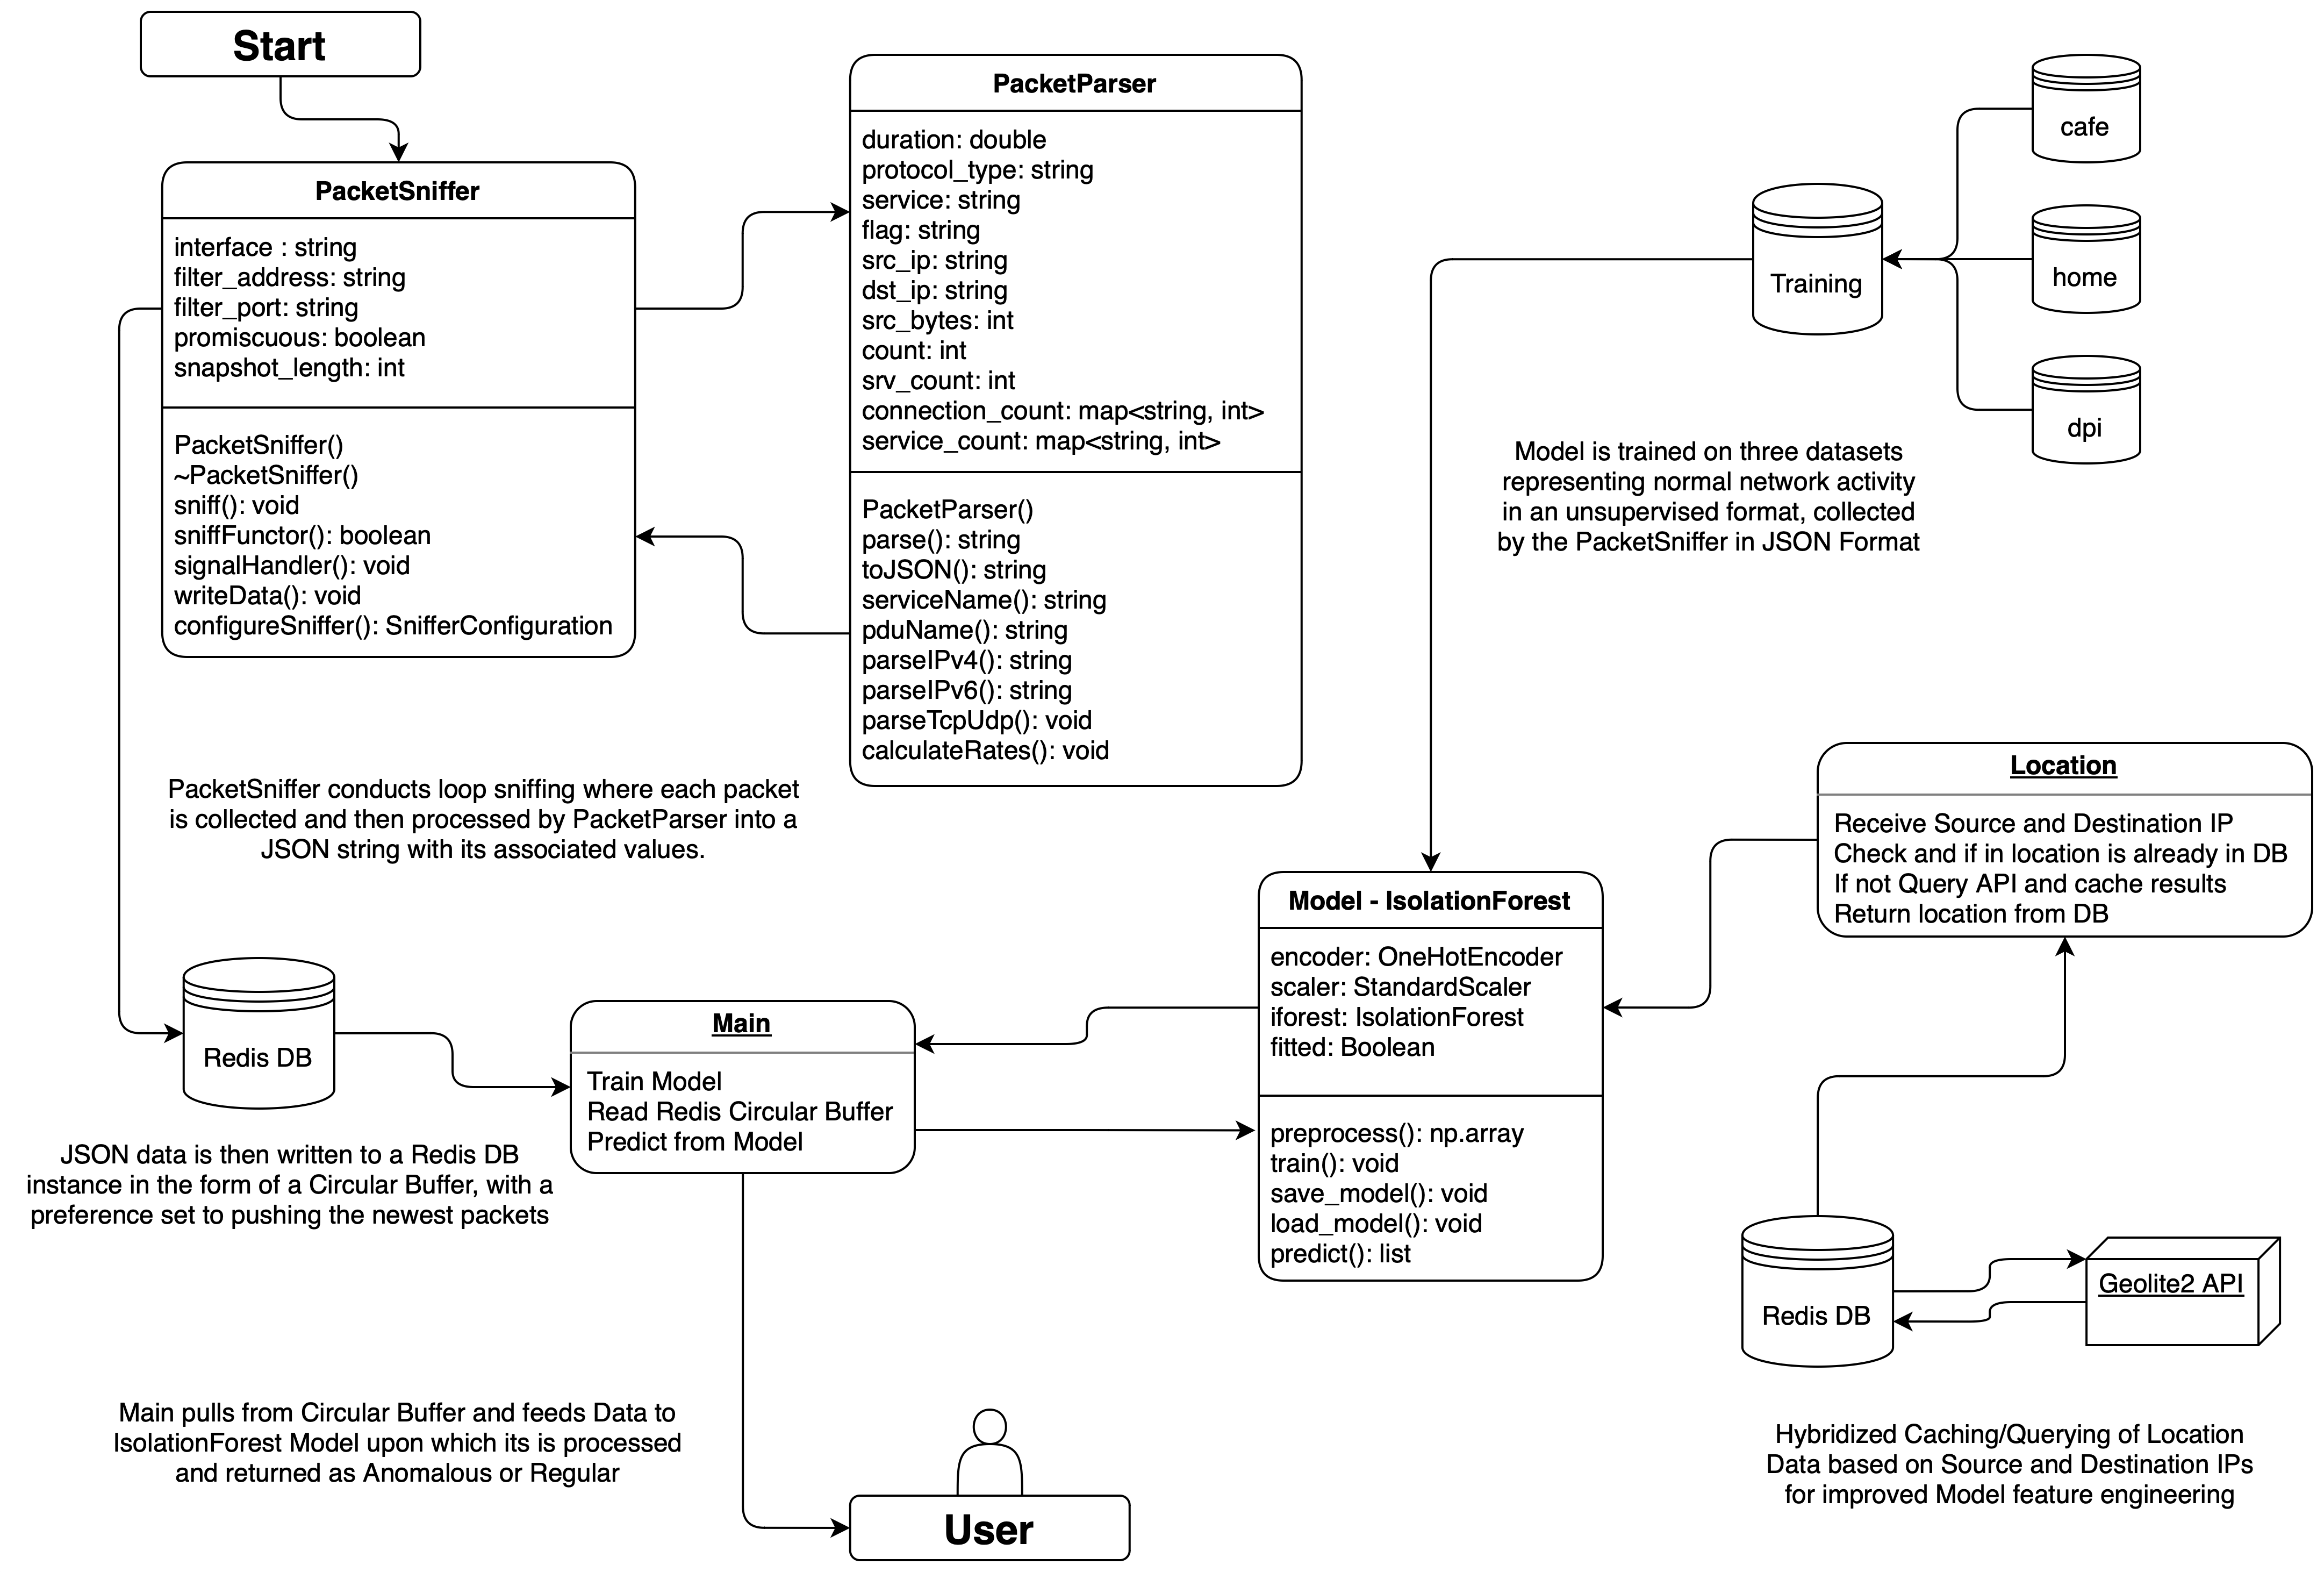 Start
PacketSniffer
interface : string
filter_address: string
filter_port: string
promiscuous: boolean
snapshot_length: int
PacketSniffer()
~PacketSniffer()
sniff(): void
sniffFunctor(): boolean
signalHandler(): void
writeData(): void
configureSniffer(): SnifferConfiguration
PacketParser
duration: double
protocol_type: string
service: string
flag: string
src_ip: string
dst_ip: string
src_bytes: int
count: int
srv_count: int
connection_count: map<string, int>
service_count: map<string, int>
PacketParser()
parse(): string
toJSON(): string
serviceName(): string
pduName(): string
parseIPv4(): string
parseIPv6(): string
parseTcpUdp(): void
calculateRates(): void
cafe
home
dpi
Training
Model is trained on three datasets
representing normal network activity
in an unsupervised format, collected
by the PacketSniffer in JSON Format
PacketSniffer conducts loop sniffing where each packet
is collected and then processed by PacketParser into a
JSON string with its associated values.
Location
Receive Source and Destination IP
Check and if in location is already in DB
If not Query API and cache results
Return location from DB
Model - IsolationForest
encoder: OneHotEncoder
scaler: StandardScaler
iforest: IsolationForest
fitted: Boolean
preprocess(): np.array
train(): void
save_model(): void
load_model(): void
predict(): list
Redis DB
Main
Train Model
Read Redis Circular Buffer
Predict from Model
JSON data is then written to a Redis DB
instance in the form of a Circular Buffer, with a
preference set to pushing the newest packets
Redis DB
Geolite2 API
Main pulls from Circular Buffer and feeds Data to
IsolationForest Model upon which its is processed
and returned as Anomalous or Regular
User
Hybridized Caching/Querying of Location
Data based on Source and Destination IPs
for improved Model feature engineering